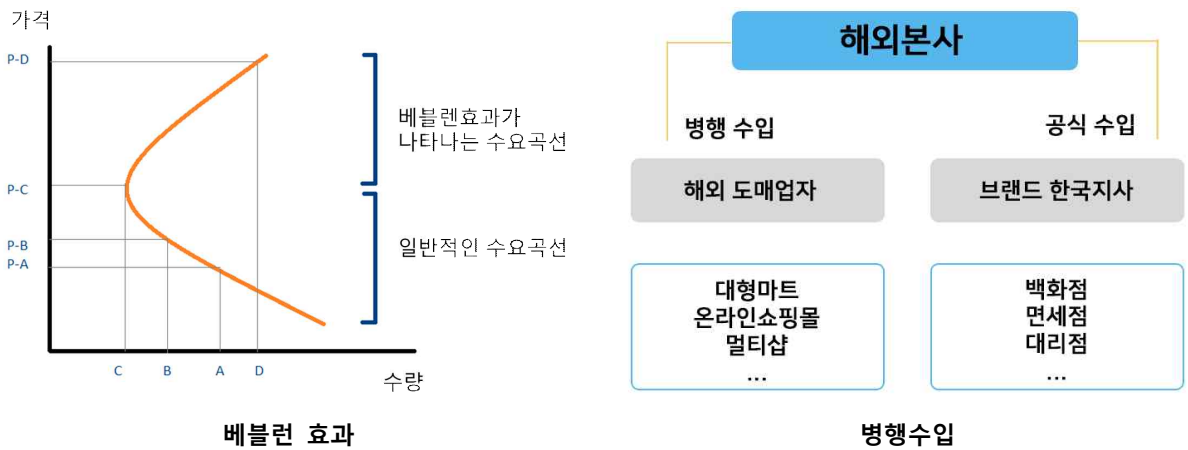 가격
P-D
P-C
P-B
P-A
C
B
A
D
수량
베블렌효과가
나타나는 수요곡선
일반적인 수요곡선
베블런 효과
해외본사
병행 수입
공식 수입
해외 도매업자
브랜드 한국지사
대형마트
온라인쇼핑몰
멀티샵
...
백화점
면세점
대리점
...
병행수입